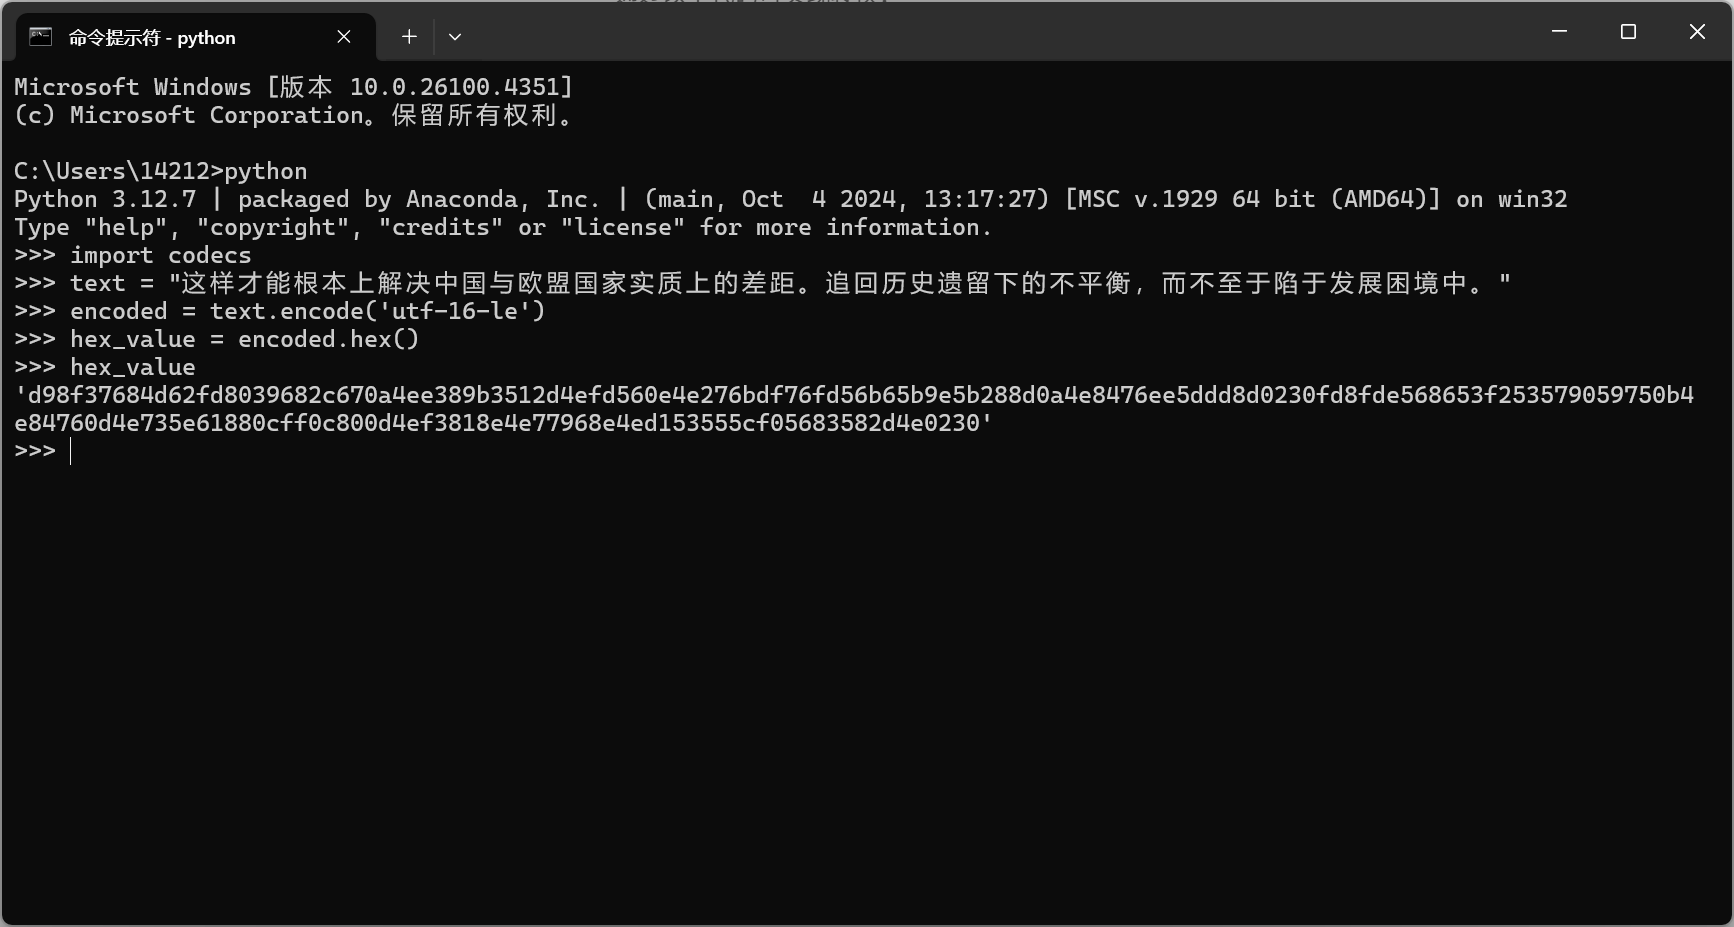 命令提示符 - python
Microsoft Windows [版本 10.0.26100.4351]
(c) Microsoft Corporation。保留所有权利。
C:\Users\14212>python
Python 3.12.7 | packaged by Anaconda, Inc. | (main, Oct  4 2024, 13:17:27) [MSC v.1929 64 bit (AMD64)] on win32
Type "help", "copyright", "credits" or "license" for more information.
>>> import codecs
>>> text = "这样才能根本上解决中国与欧盟国家实质上的差距。追回历史遗留下的不平衡，而不至于陷于发展困境中。"
>>> encoded = text.encode('utf-16-le')
>>> hex_value = encoded.hex()
>>> hex_value
'd98f37684d62fd8039682c670a4ee389b3512d4efd560e4e276bdf76fd56b65b9e5b288d0a4e8476ee5ddd8d0230fd8fde568653f253579059750b4
e84760d4e735e61880cff0c800d4ef3818e4e77968e4ed153555cf05683582d4e0230'
>>>